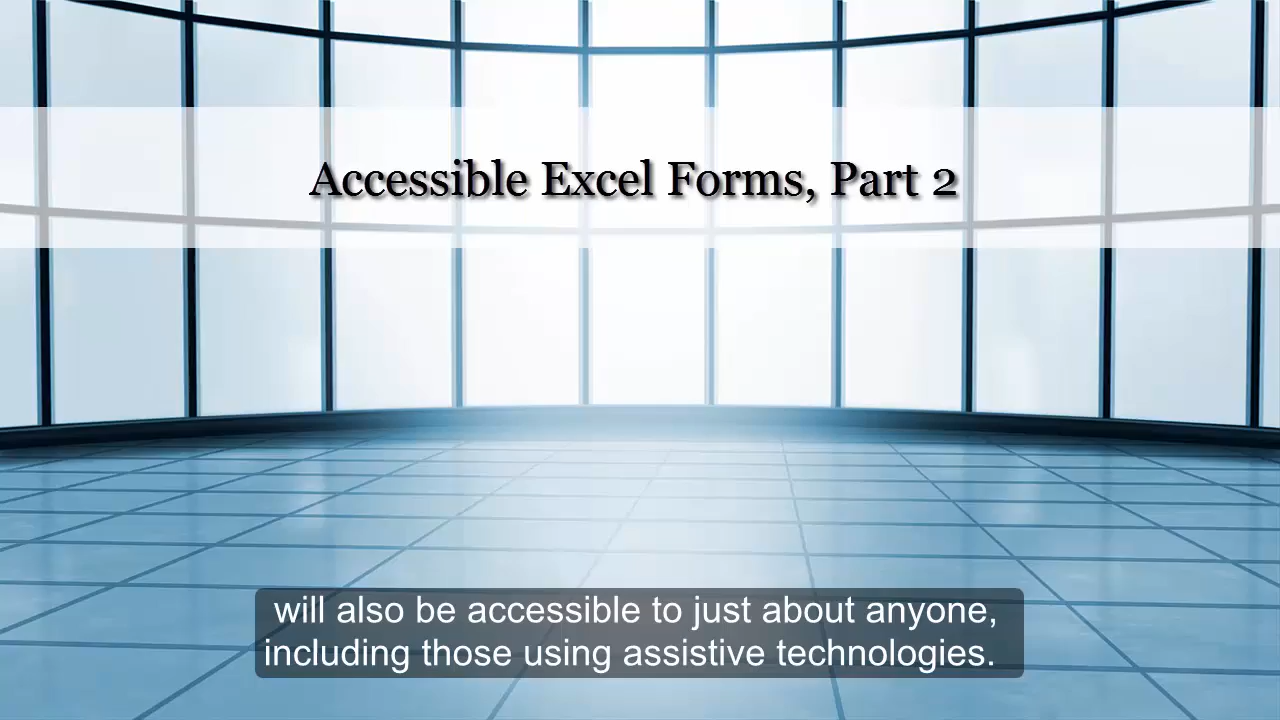 Accessible Excel Forms, Part 2
will also be accessible to just about anyone,
including those using assistive technologies.